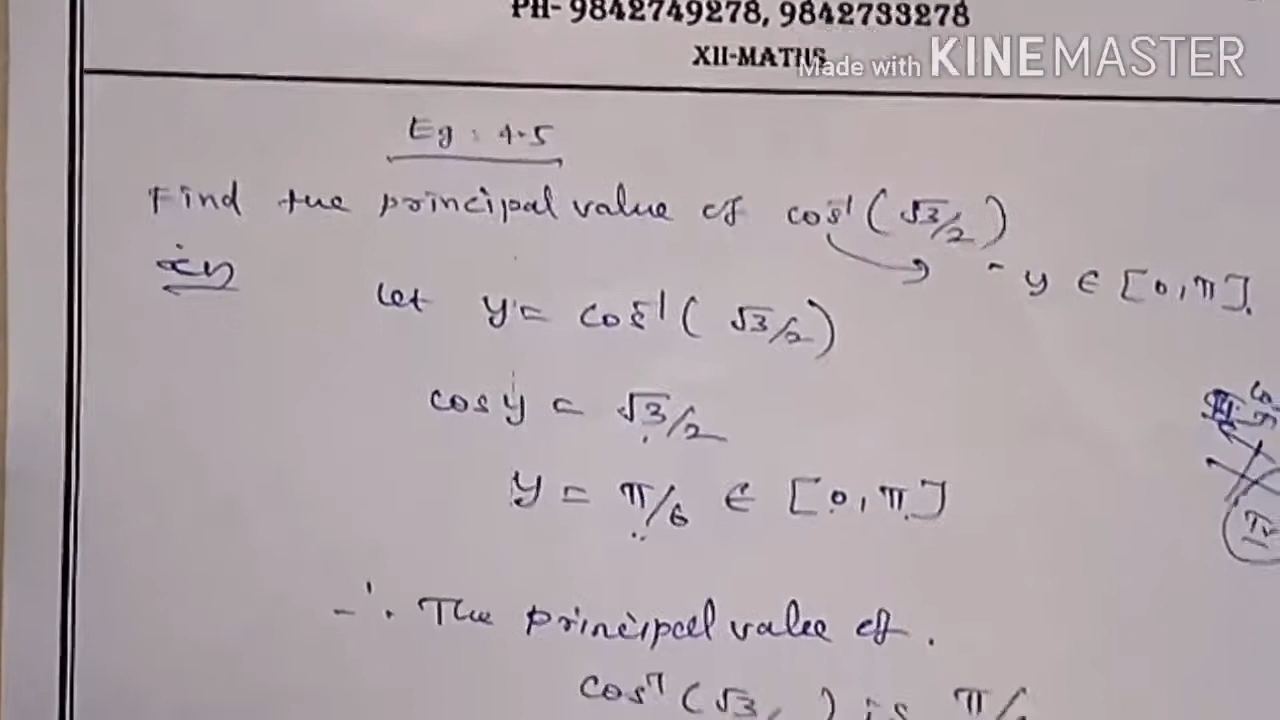 PH- 9842749278, 9842733278
XII-MATHS
Made with KINEMASTER
Eg : 4.5
Find the principal value of cos⁻¹ (√3/2)
y ∈ [0, π].
Let y = cos⁻¹ ( √3/2)
cos y = √3/2
y = π/6 ∈ [0, π]
∴ The principal value of.
cos⁻¹ (√3/ ) is π/